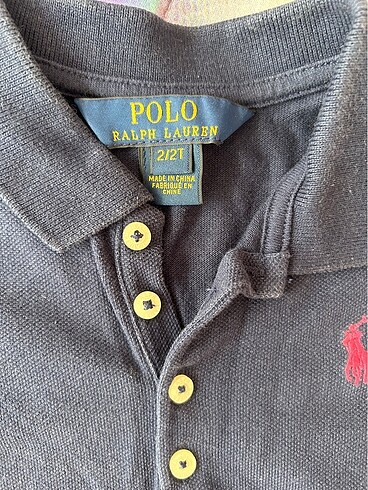 POLO
RALPH LAUREN
2/2T
MADE IN CHINA
FABRIQUÉ EN
CHINE